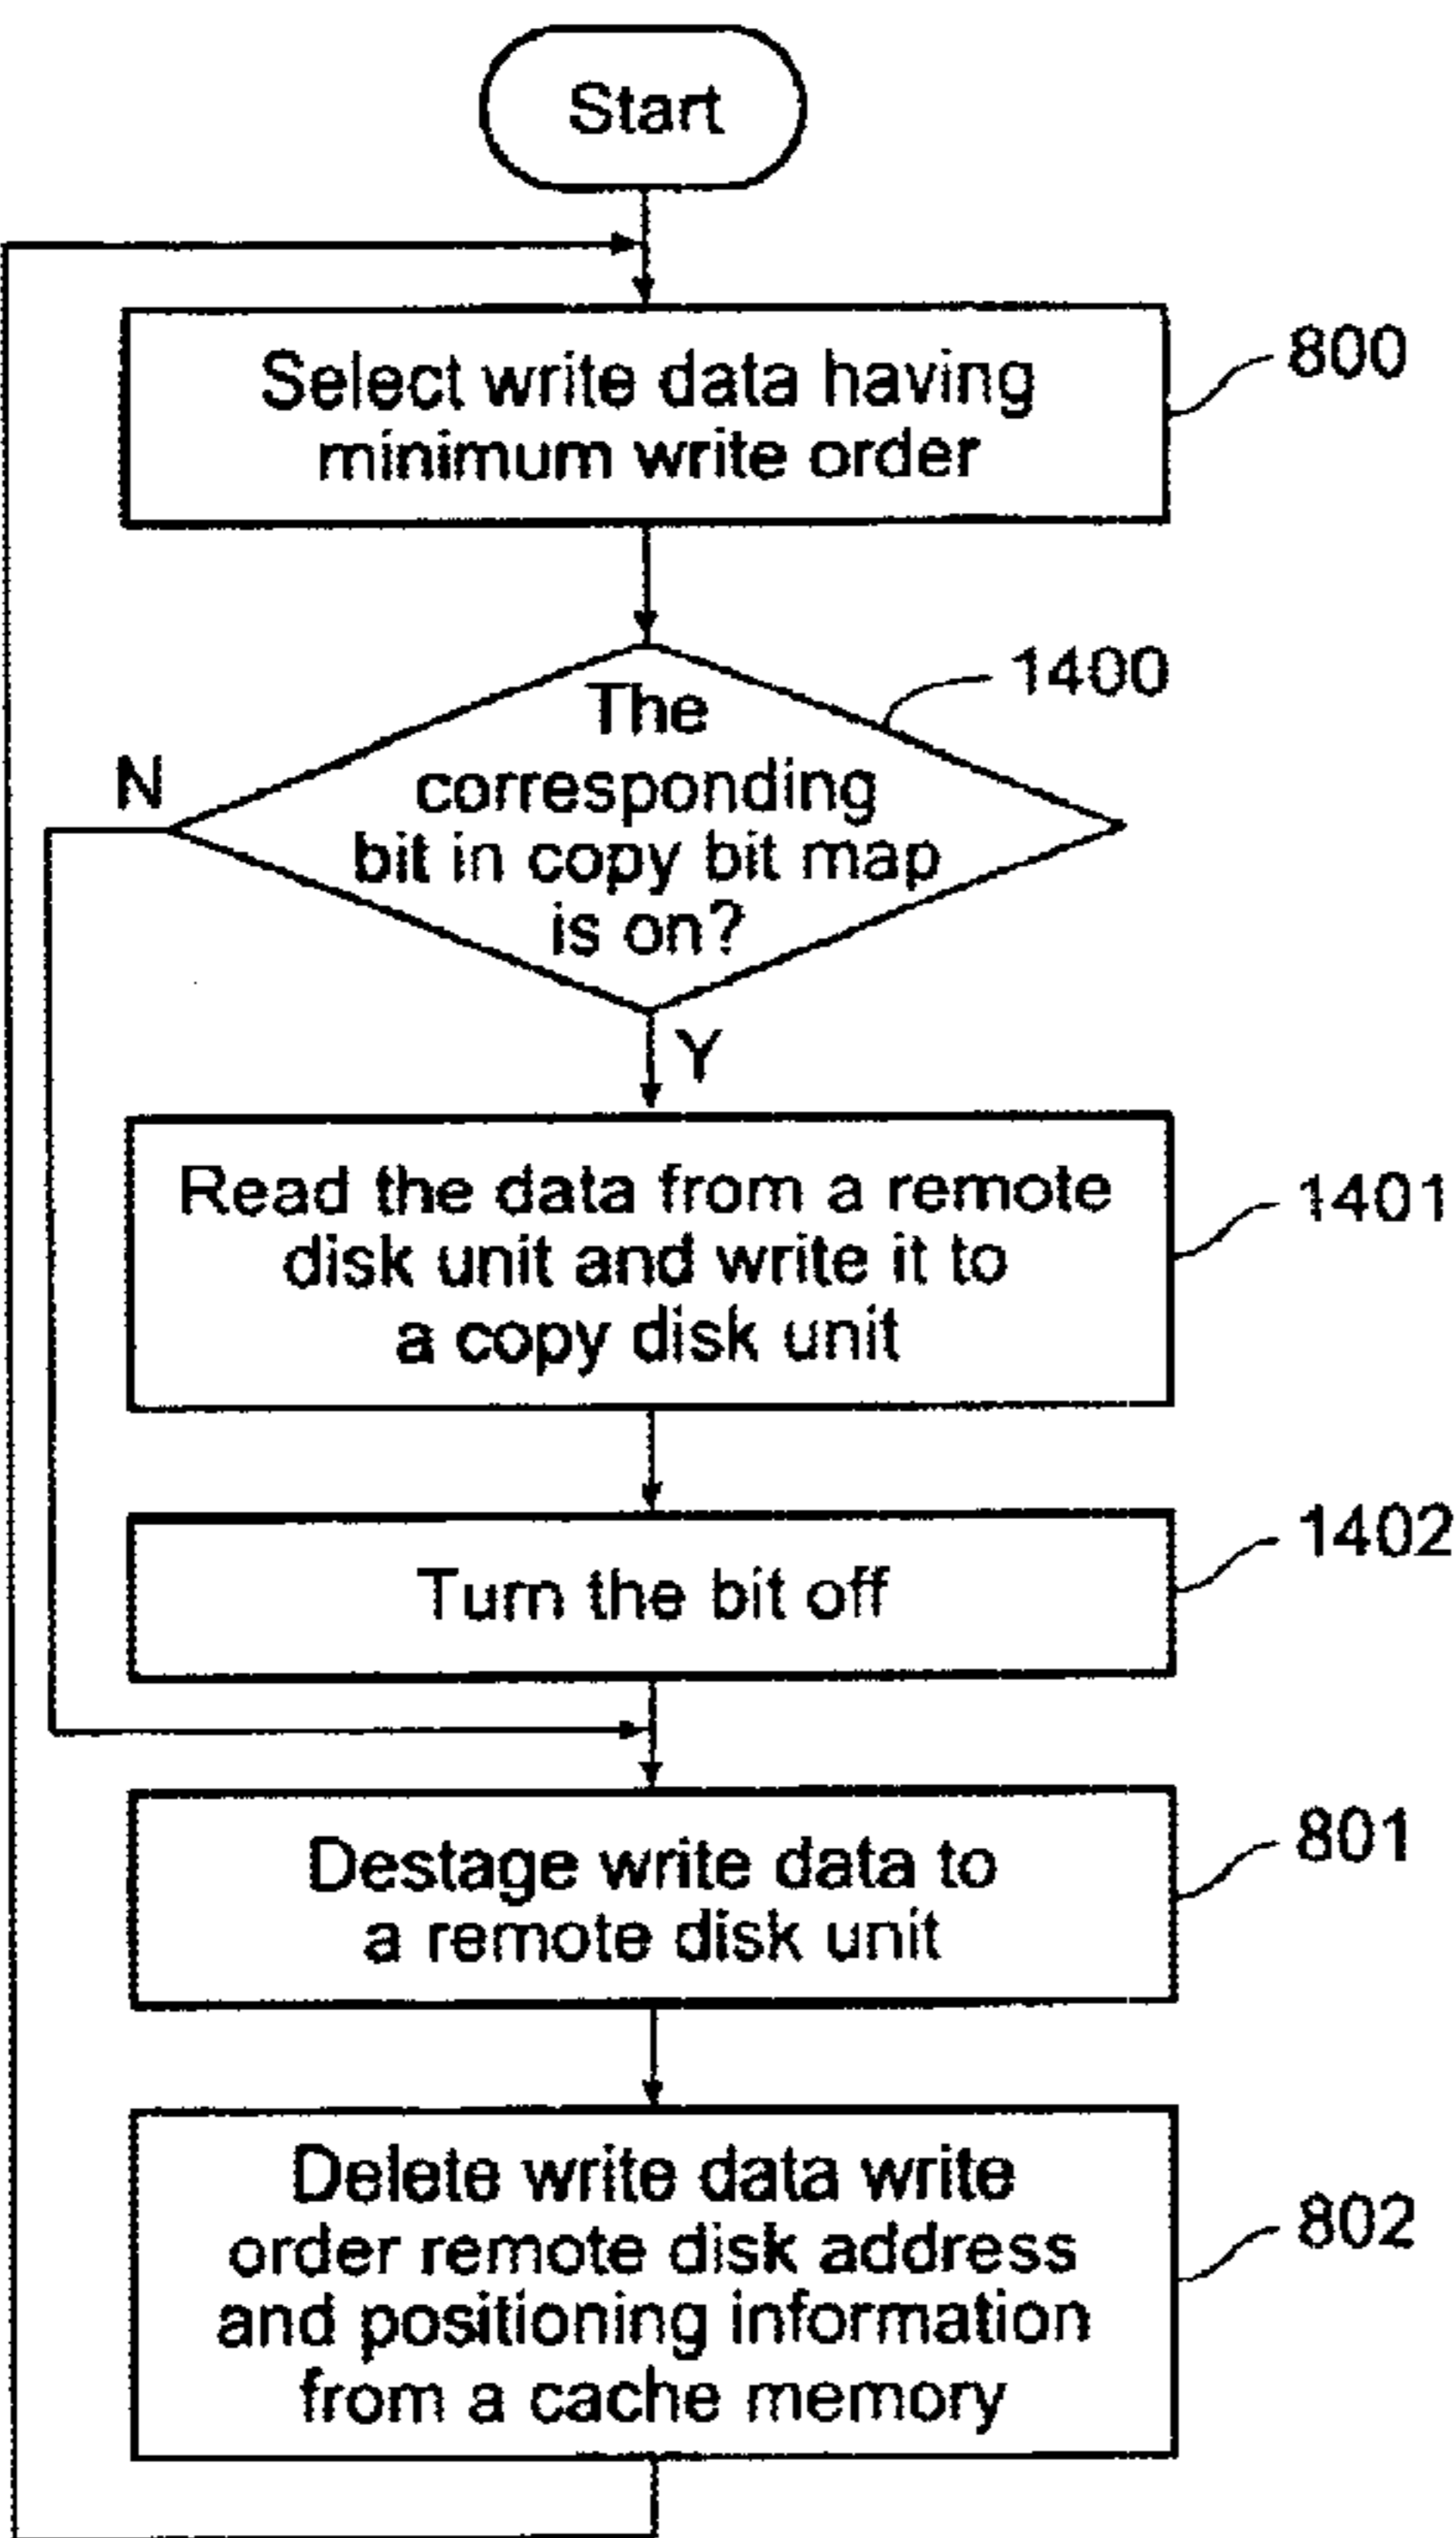 Start
Select write data having
minimum write order
800
The
corresponding
bit in copy bit map
is on?
1400
N
Y
Read the data from a remote
disk unit and write it to
a copy disk unit
1401
Turn the bit off
1402
Destage write data to
a remote disk unit
801
Delete write data write
order remote disk address
and positioning information
from a cache memory
802